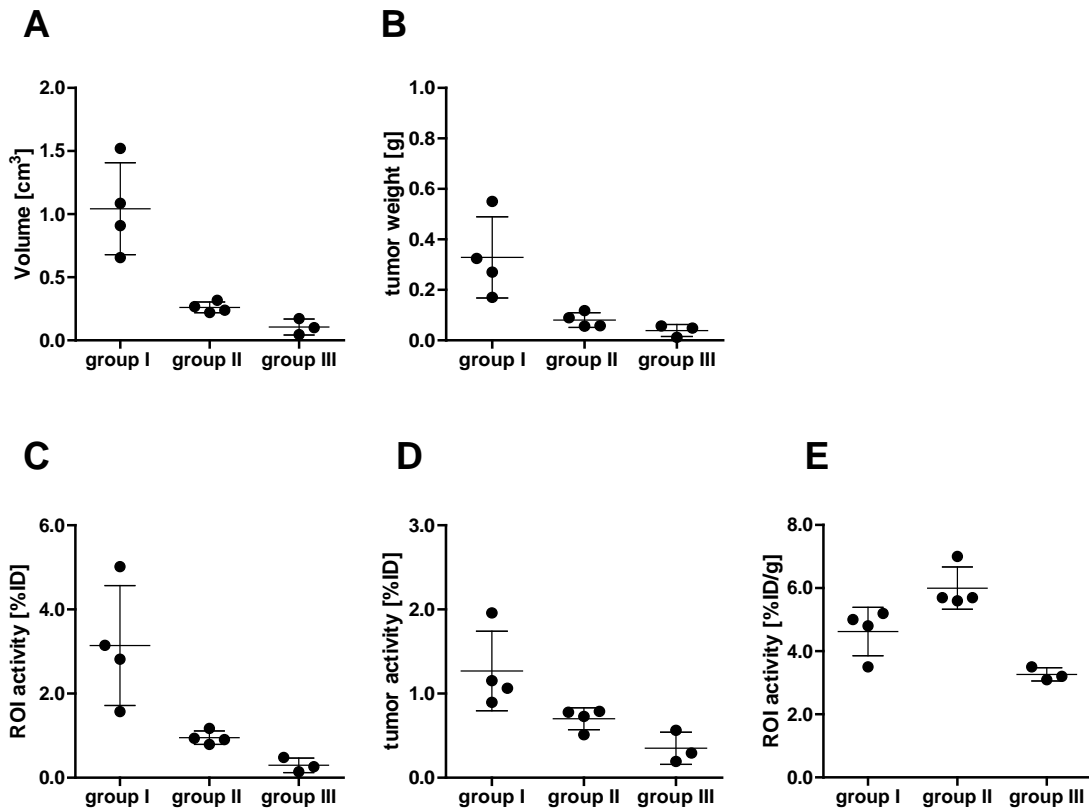 A
Volume [cm³]
2.0
1.5
1.0
0.5
0.0
group I group II group III
B
tumor weight [g]
1.0
0.8
0.6
0.4
0.2
0.0
group I group II group III
C
ROI activity [%ID]
6.0
4.0
2.0
0.0
group I group II group III
D
tumor activity [%ID]
3.0
2.0
1.0
0.0
group I group II group III
E
ROI activity [%ID/g]
8.0
6.0
4.0
2.0
0.0
group I group II group III